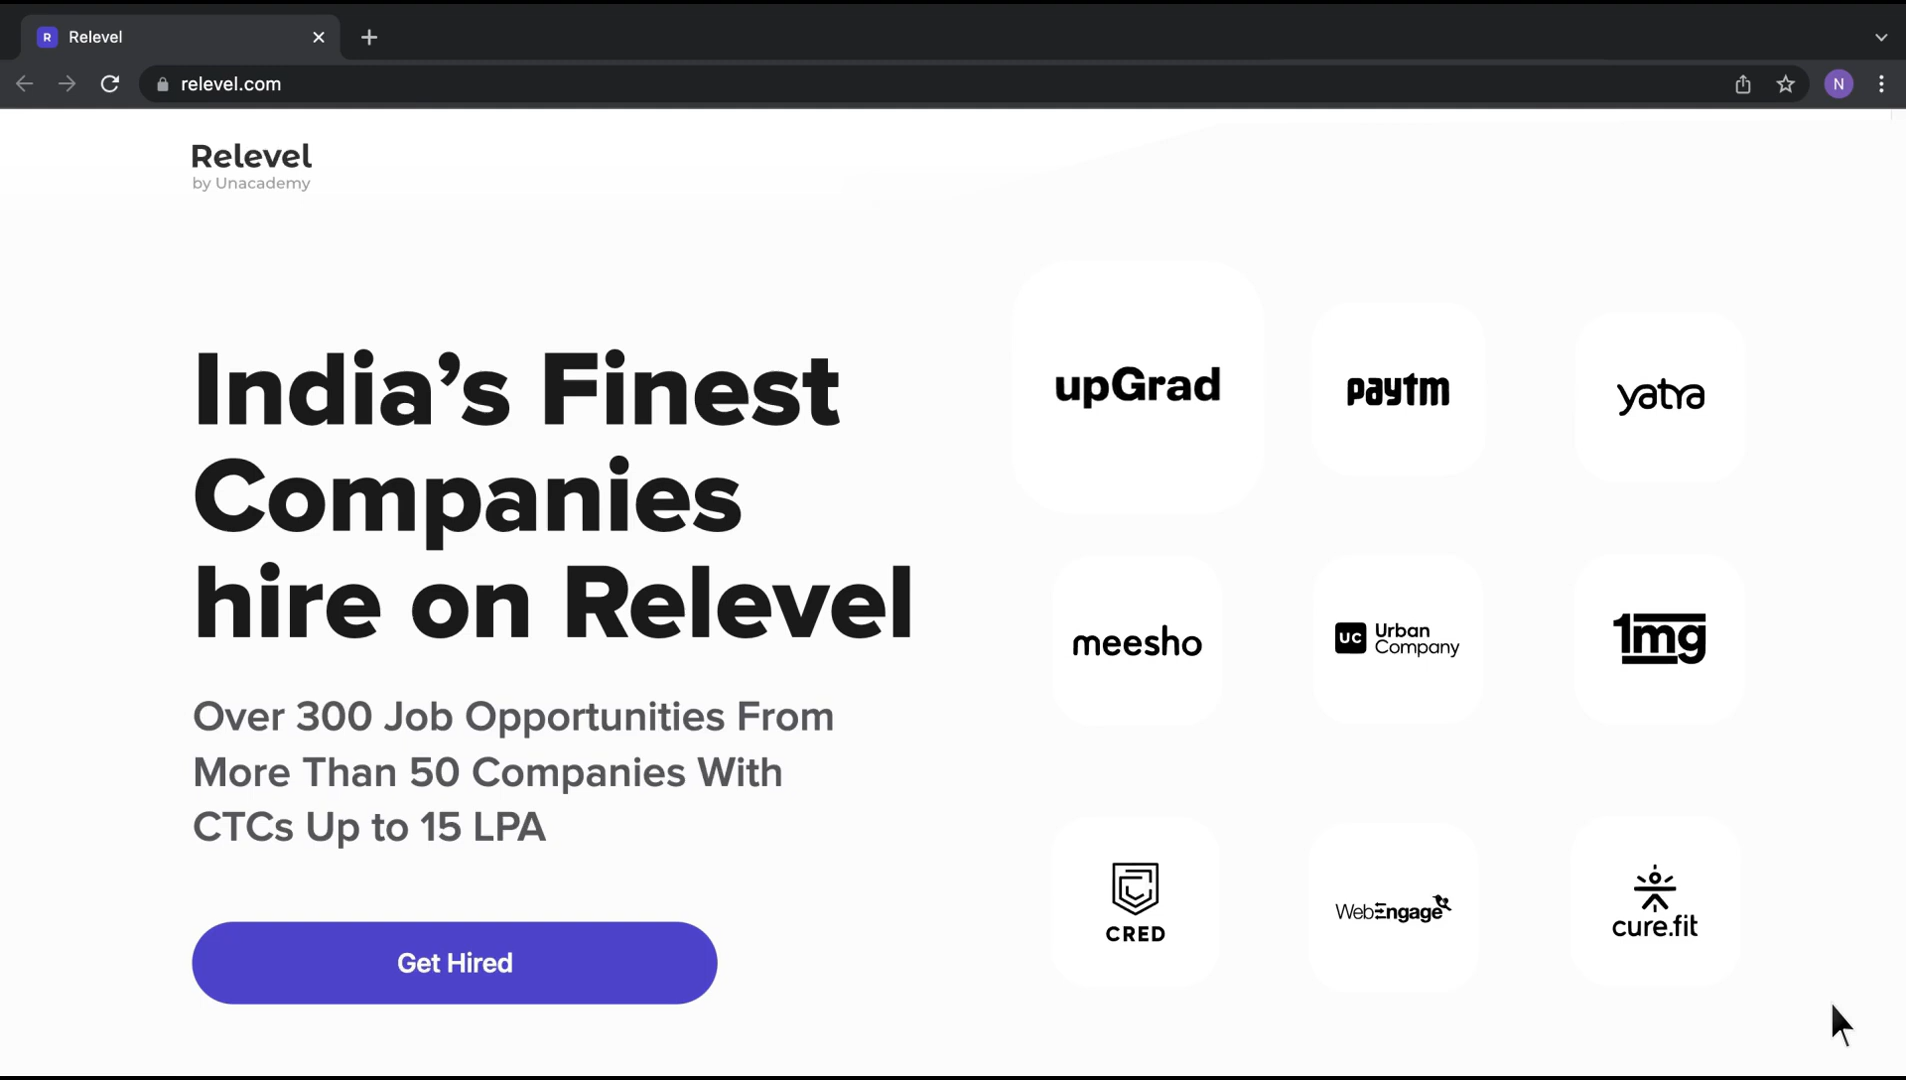 R Relevel
relevel.com
N
Relevel
by Unacademy
India’s Finest
Companies
hire on Relevel
Over 300 Job Opportunities From
More Than 50 Companies With
CTCs Up to 15 LPA
Get Hired
upGrad
paytm
yatra
meesho
UC Urban
Company
1mg
CRED
WebEngage
cure.fit